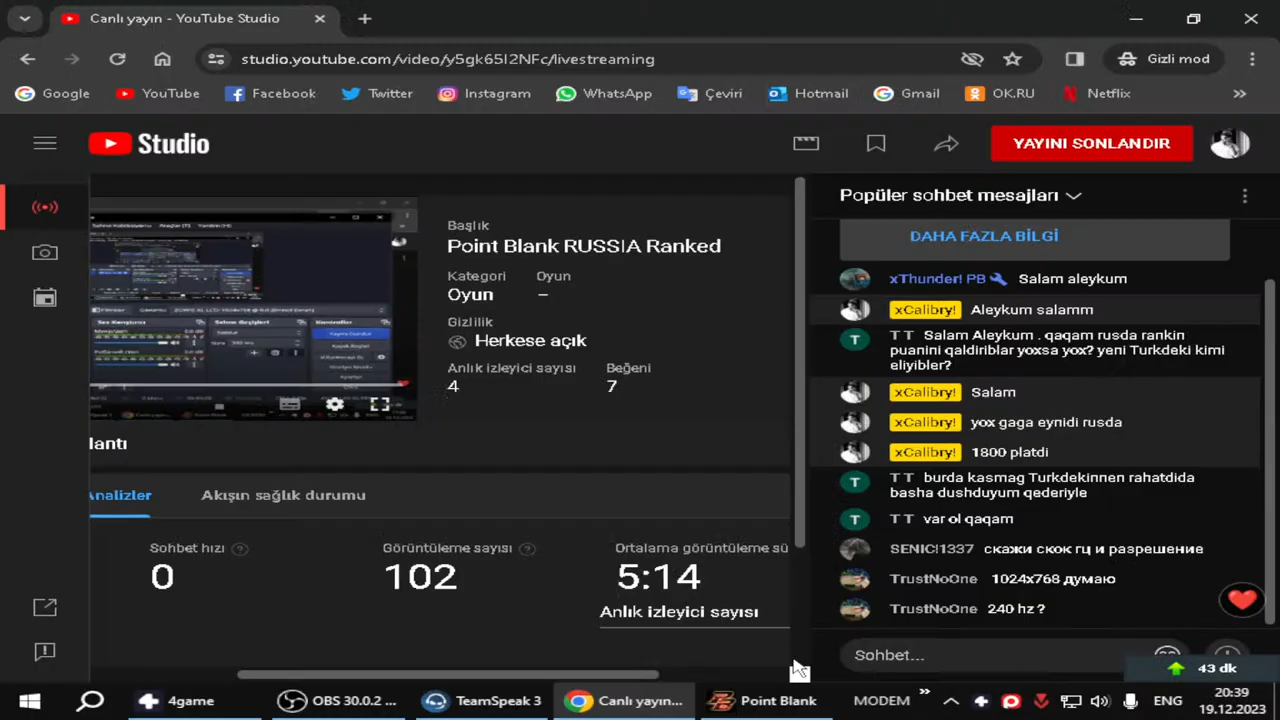 Canlı yayın - YouTube Studio
studio.youtube.com/video/y5gk65I2NFc/livestreaming
Gizli mod
Google YouTube Facebook Twitter Instagram WhatsApp Çeviri Hotmail Gmail OK.RU Netflix
Studio
YAYINI SONLANDIR
Başlık
Point Blank RUSSIA Ranked
Kategori Oyun
Oyun –
Gizlilik
Herkese açık
Anlık izleyici sayısı Beğeni
4 7
lantı
Analizler Akışın sağlık durumu
Sohbet hızı Görüntüleme sayısı Ortalama görüntüleme sü
0 102 5:14
Anlık izleyici sayısı
Popüler sohbet mesajları
DAHA FAZLA BİLGİ
xThunder! PB Salam aleykum
xCalibry! Aleykum salamm
T T Salam Aleykum . qaqam rusda rankin
puanini qaldiriblar yoxsa yox? yeni Turkdeki kimi
eliyibler?
xCalibry! Salam
xCalibry! yox gaga eynidi rusda
xCalibry! 1800 platdi
T T burda kasmag Turkdekinnen rahatdida
basha dushduyum qederiyle
T T var ol qaqam
SENIC!1337 скажи скок гц и разрешение
TrustNoOne 1024x768 думаю
TrustNoOne 240 hz ?
Sohbet...
43 dk
4game OBS 30.0.2 ... TeamSpeak 3 Canlı yayın... Point Blank MODEM ENG
20:39
19.12.2023